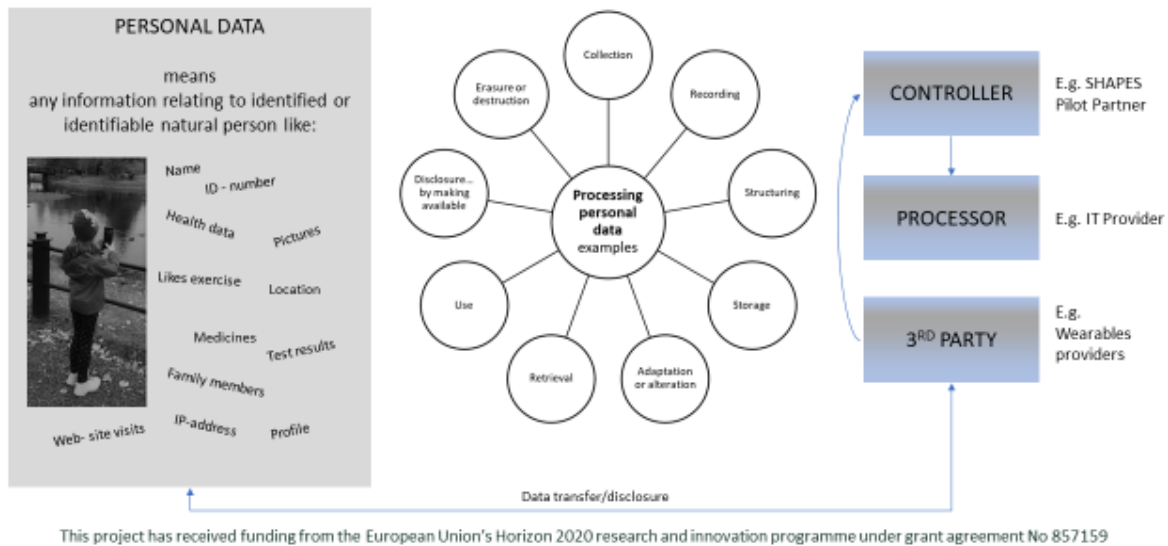 PERSONAL DATA
means
any information relating to identified or
identifiable natural person like:
Name
ID - number
Health data
Pictures
Likes exercise
Location
Medicines
Test results
Family members
IP-address
Profile
Web- site visits
Processing
personal
data
examples
Collection
Recording
Structuring
Storage
Adaptation
or alteration
Retrieval
Use
Disclosure...
by making
available
Erasure or
destruction
CONTROLLER
E.g. SHAPES
Pilot Partner
PROCESSOR
E.g. IT Provider
3RD PARTY
E.g.
Wearables
providers
Data transfer/disclosure
This project has received funding from the European Union's Horizon 2020 research and innovation programme under grant agreement No 857159